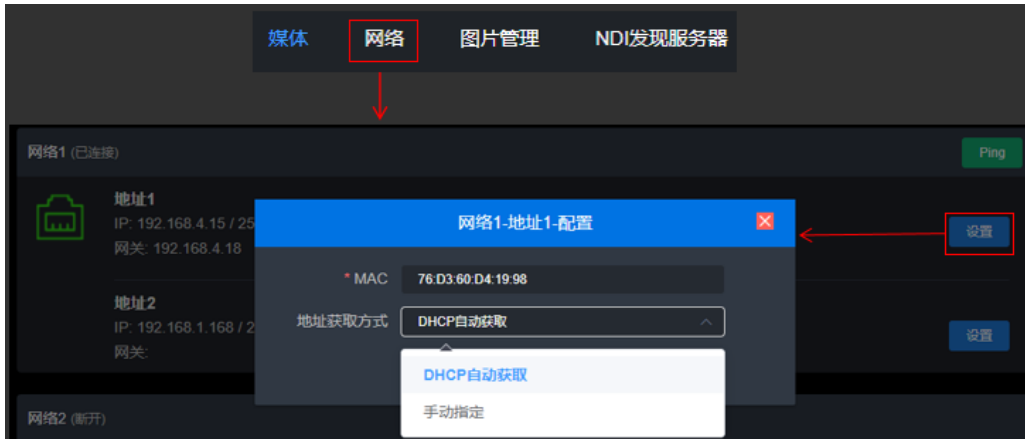 媒体 网络 图片管理 NDI发现服务器
网络1 (已连接) Ping
地址1
IP: 192.168.4.15 / 25
网关: 192.168.4.18
设置
网络1-地址1-配置
* MAC 76:D3:60:D4:19:98
地址获取方式 DHCP自动获取
DHCP自动获取
手动指定
地址2
IP: 192.168.1.168 / 2
网关:
设置
网络2 (断开)